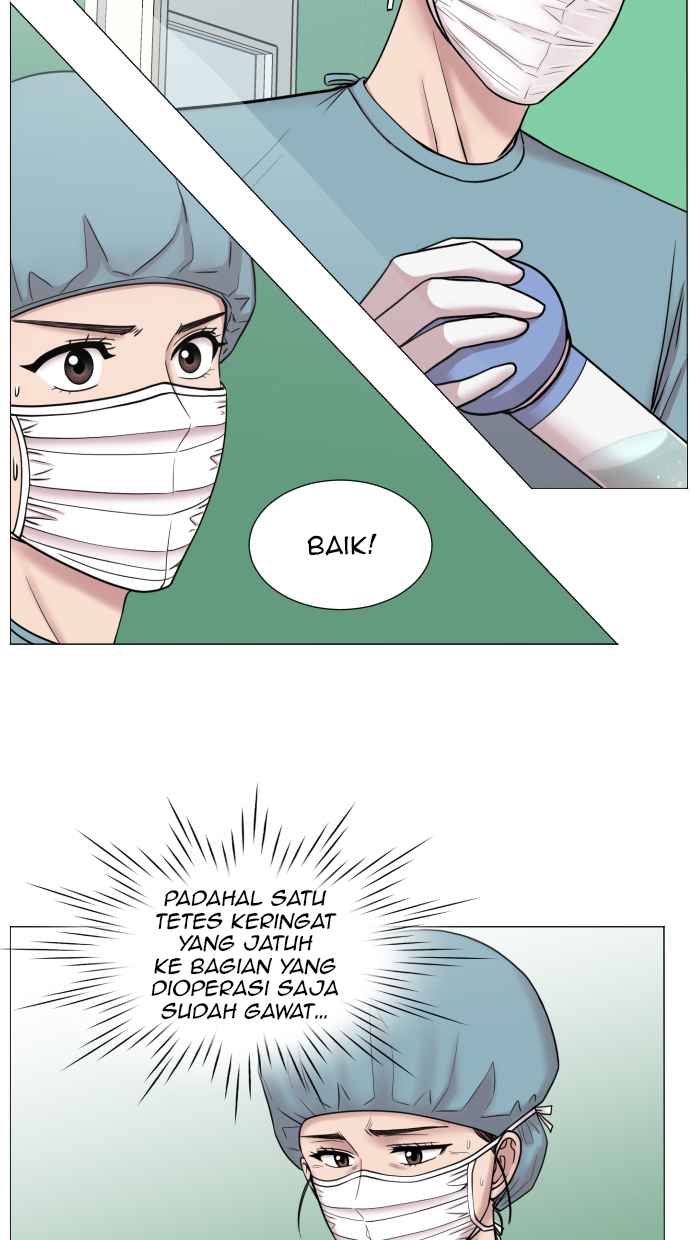 BAIK!
PADAHAL SATU
TETES KERINGAT
YANG JATUH
KE BAGIAN YANG
DIOPERASI SAJA
SUDAH GAWAT...